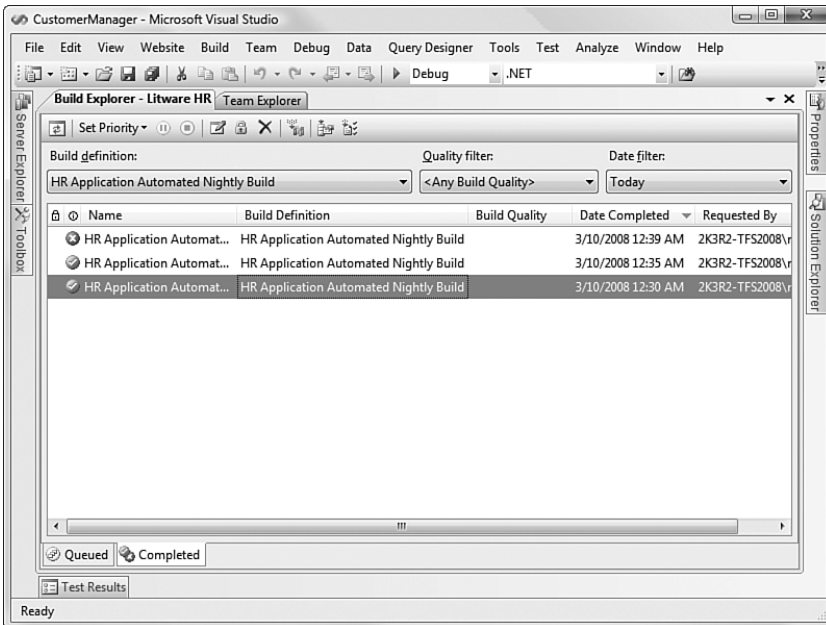 CustomerManager - Microsoft Visual Studio
File Edit View Website Build Team Debug Data Query Designer Tools Test Analyze Window Help
Debug .NET
Build Explorer - Litware HR Team Explorer
Set Priority
Build definition: Quality filter: Date filter:
HR Application Automated Nightly Build <Any Build Quality> Today
Name Build Definition Build Quality Date Completed Requested By
HR Application Automat... HR Application Automated Nightly Build 3/10/2008 12:39 AM 2K3R2-TFS2008\r
HR Application Automat... HR Application Automated Nightly Build 3/10/2008 12:35 AM 2K3R2-TFS2008\r
HR Application Automat... HR Application Automated Nightly Build 3/10/2008 12:30 AM 2K3R2-TFS2008\r
Queued Completed
Test Results
Ready
Server Explorer
Toolbox
Properties
Solution Explorer